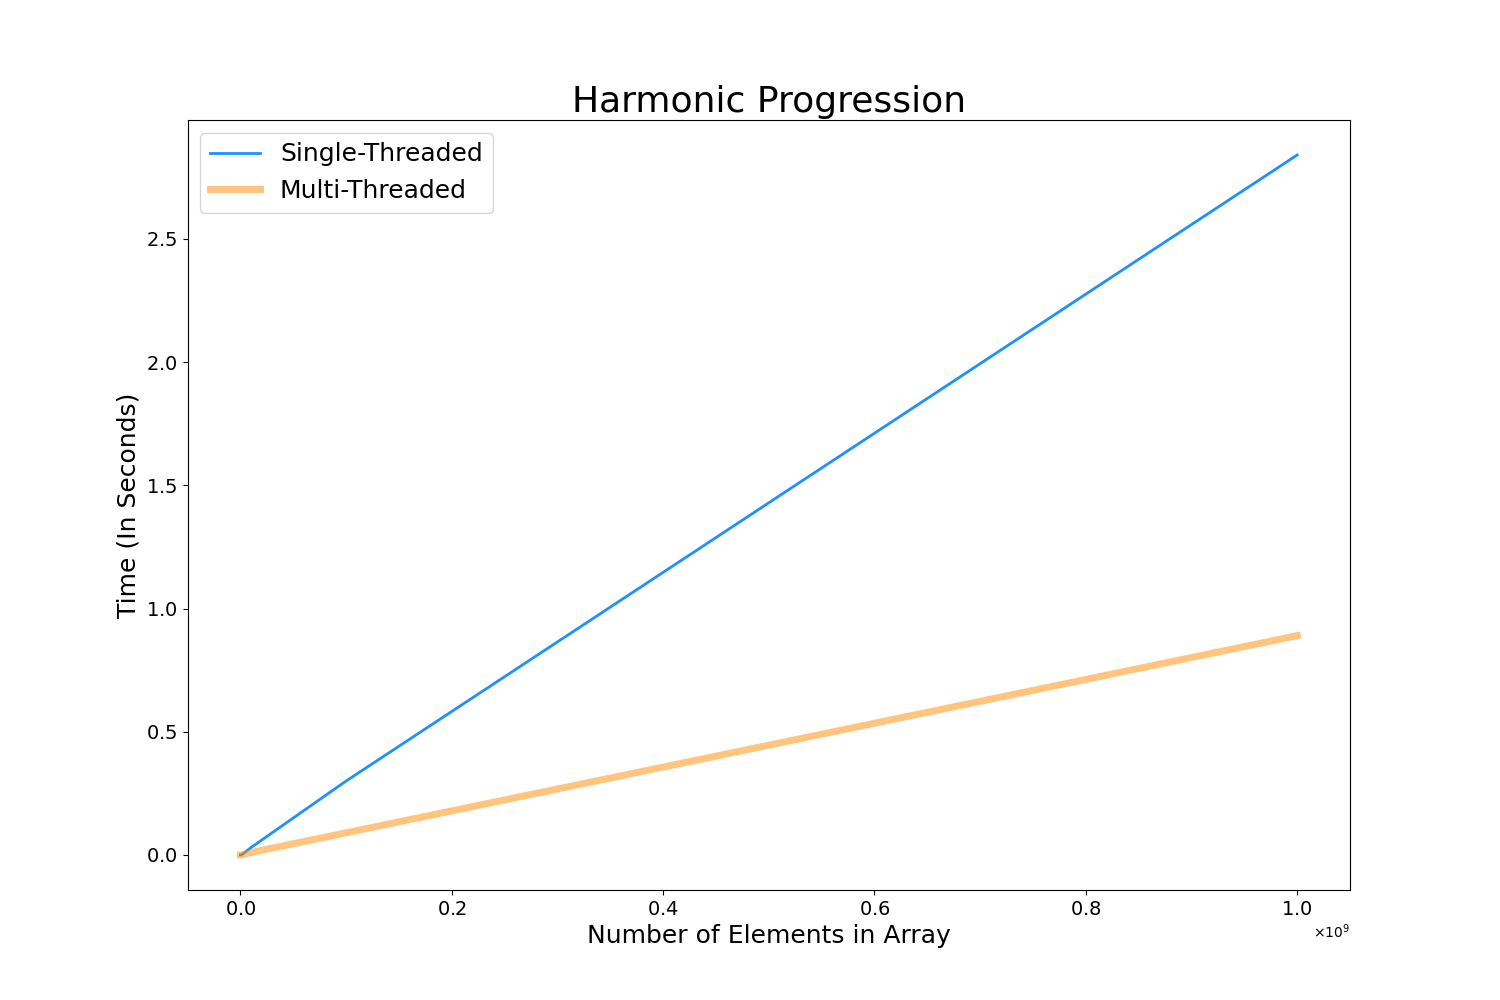 Harmonic Progression
Single-Threaded
Multi-Threaded
2.5
2.0
1.5
1.0
0.5
0.0
Time (In Seconds)
0.0 0.2 0.4 0.6 0.8 1.0
Number of Elements in Array
×10⁹